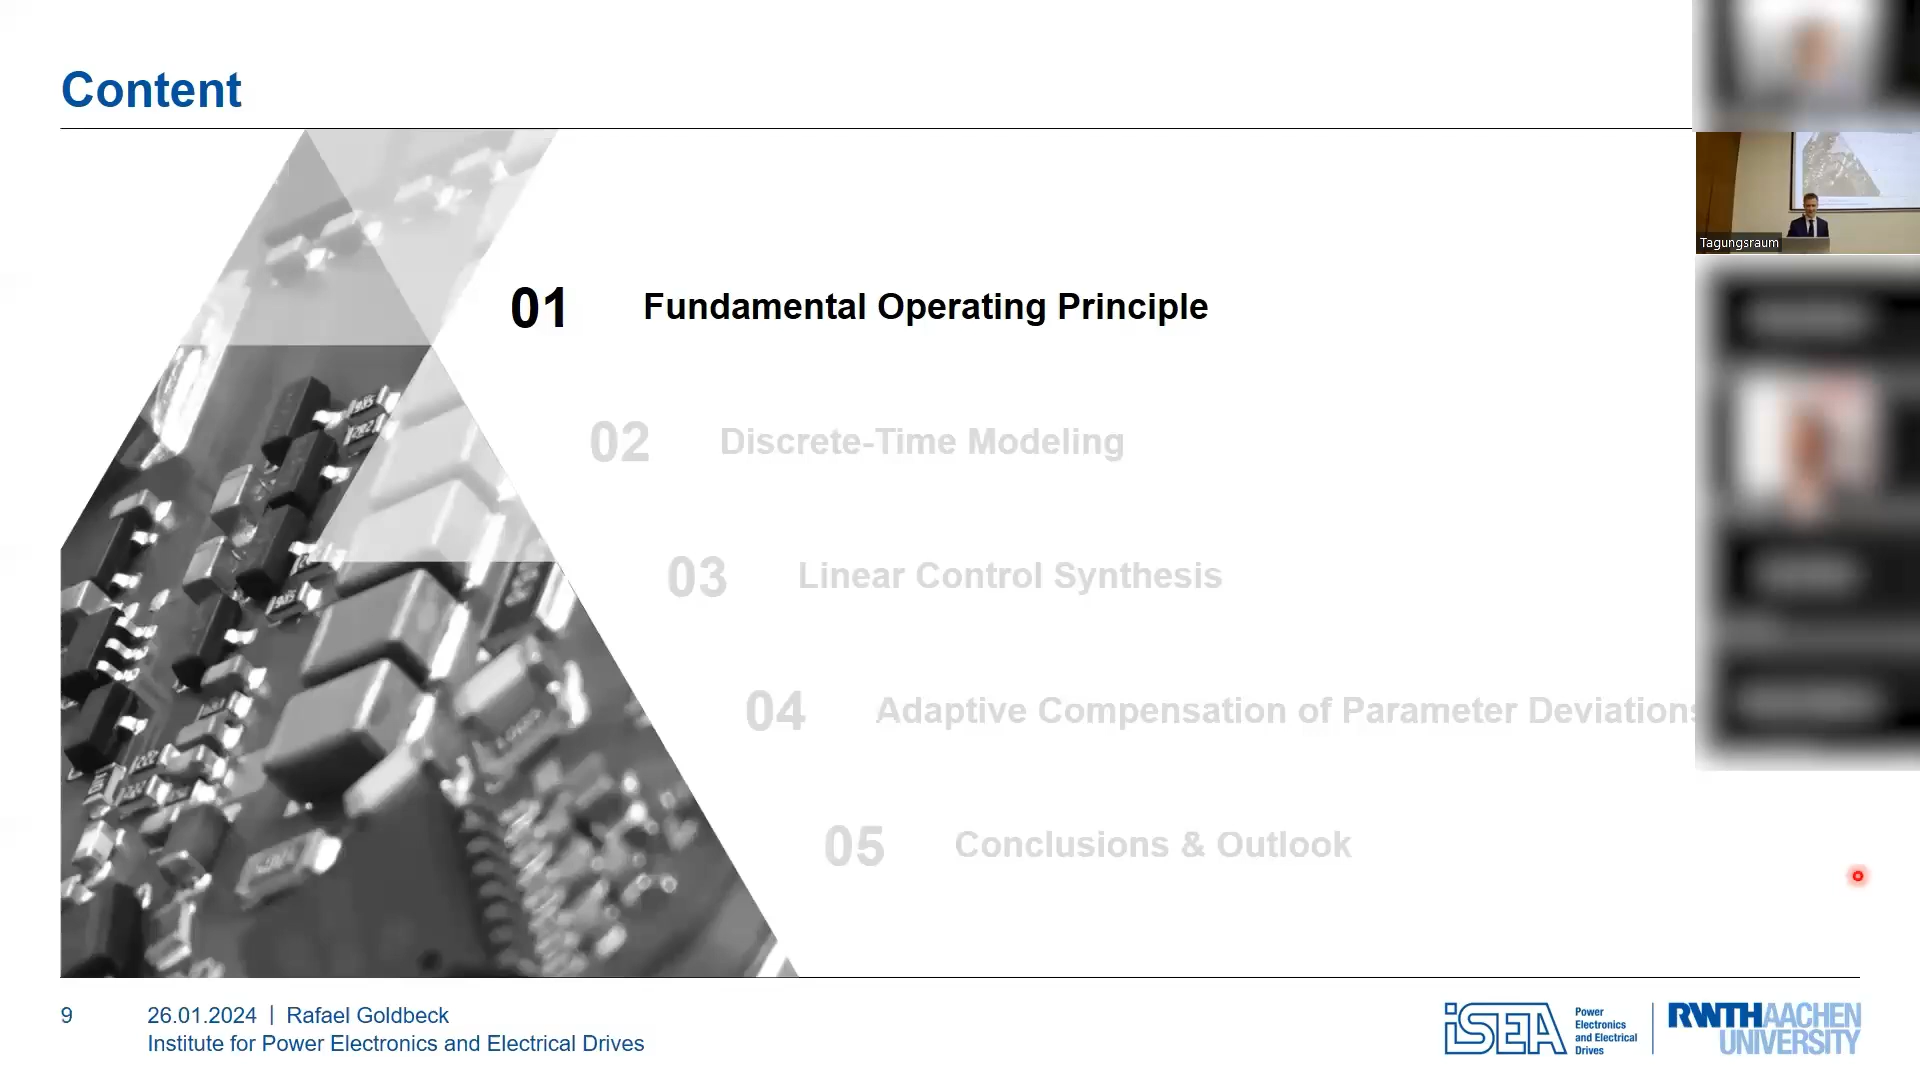 Content
01 Fundamental Operating Principle
02 Discrete-Time Modeling
03 Linear Control Synthesis
04 Adaptive Compensation of Parameter Deviations
05 Conclusions & Outlook
Tagungsraum
9 26.01.2024 | Rafael Goldbeck
Institute for Power Electronics and Electrical Drives
iSEA
Power
Electronics
and Electrical
Drives
RWTHAACHEN
UNIVERSITY